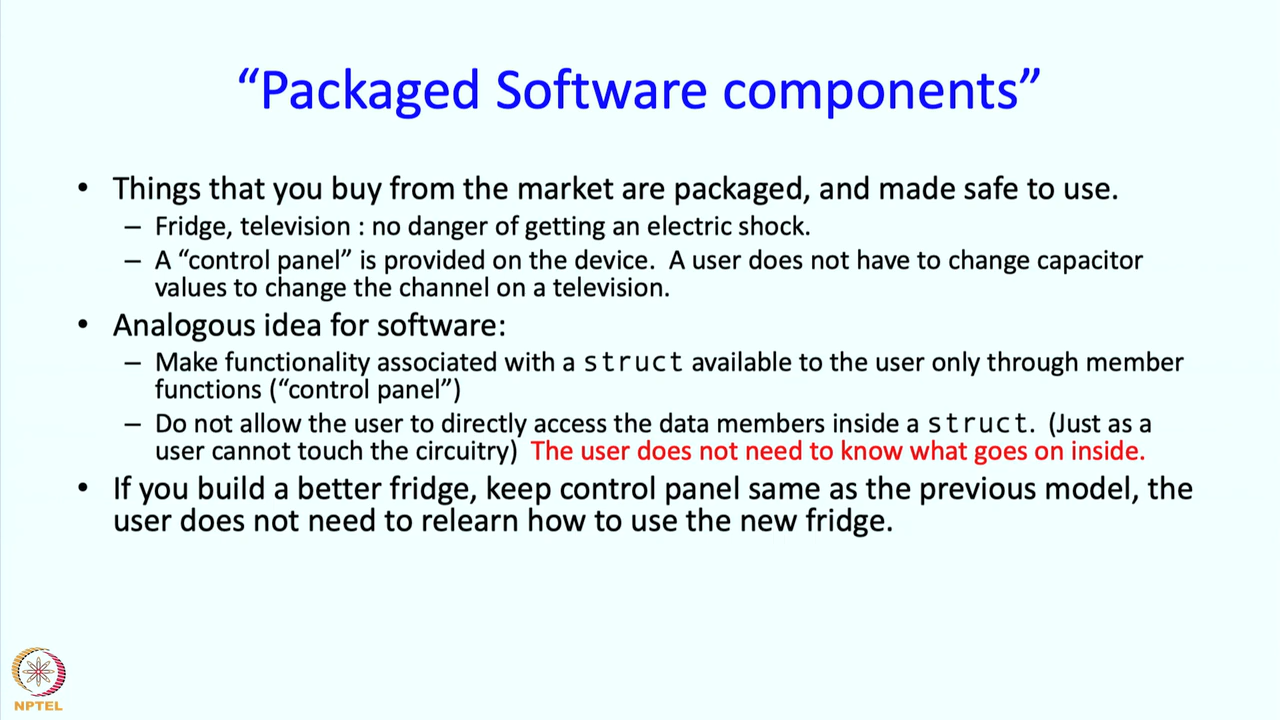 “Packaged Software components”
• Things that you buy from the market are packaged, and made safe to use.
– Fridge, television : no danger of getting an electric shock.
– A “control panel” is provided on the device. A user does not have to change capacitor
values to change the channel on a television.
• Analogous idea for software:
– Make functionality associated with a struct available to the user only through member
functions (“control panel”)
– Do not allow the user to directly access the data members inside a struct. (Just as a
user cannot touch the circuitry) The user does not need to know what goes on inside.
• If you build a better fridge, keep control panel same as the previous model, the
user does not need to relearn how to use the new fridge.
NPTEL